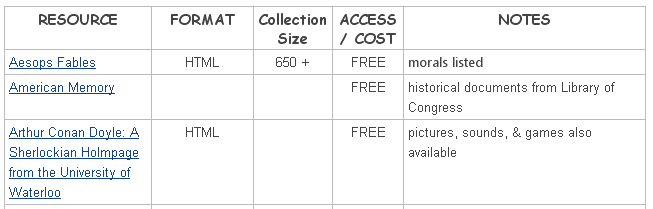 RESOURCE FORMAT Collection Size ACCESS / COST NOTES
Aesops Fables HTML 650 + FREE morals listed
American Memory FREE historical documents from Library of
Congress
Arthur Conan Doyle: A HTML FREE pictures, sounds, & games also
Sherlockian Holmpage available
from the University of
Waterloo